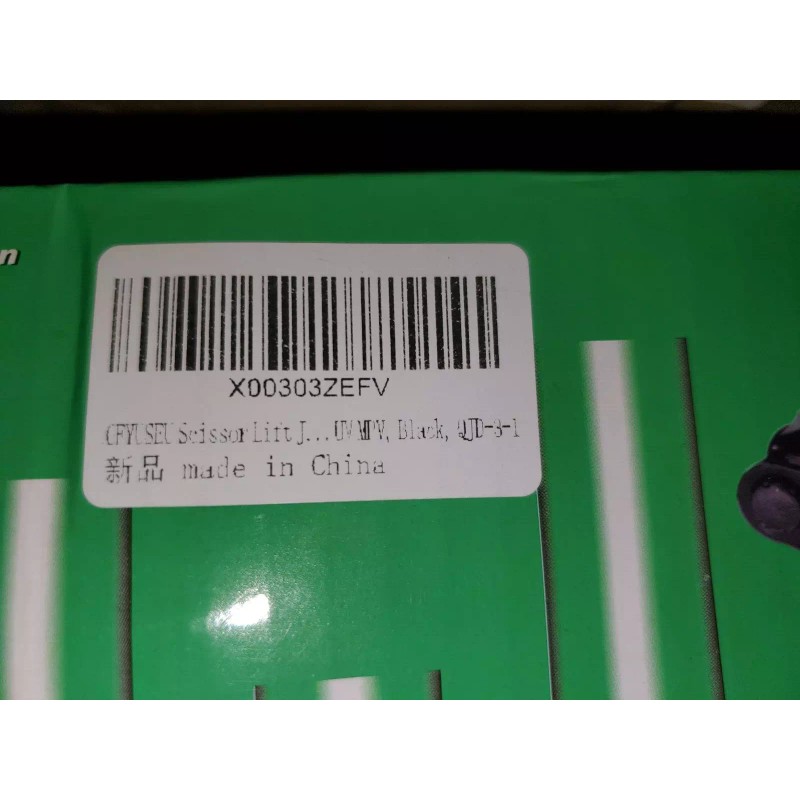 n
X00303ZEFV
CFYUSEU Scissor Lift J... UV MPV, Black, QJD-3-1
新品 made in China